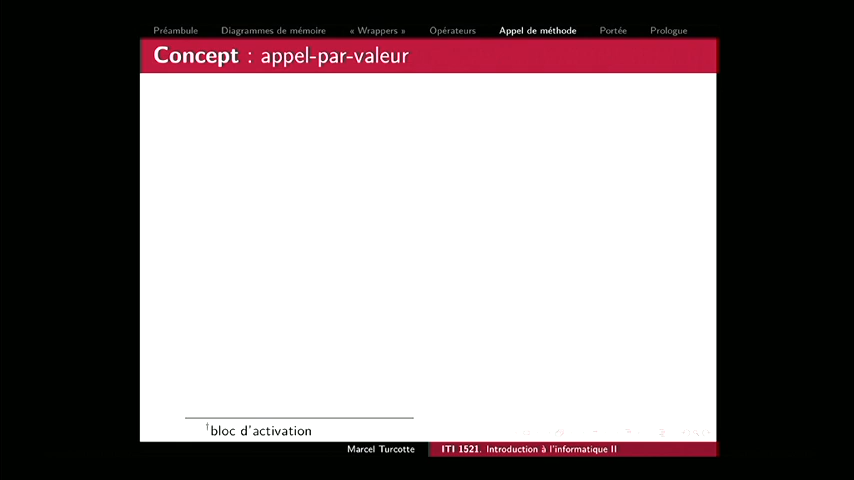 Préambule Diagrammes de mémoire « Wrappers » Opérateurs Appel de méthode Portée Prologue
Concept : appel-par-valeur
†bloc d'activation
Marcel Turcotte ITI 1521. Introduction à l'informatique II